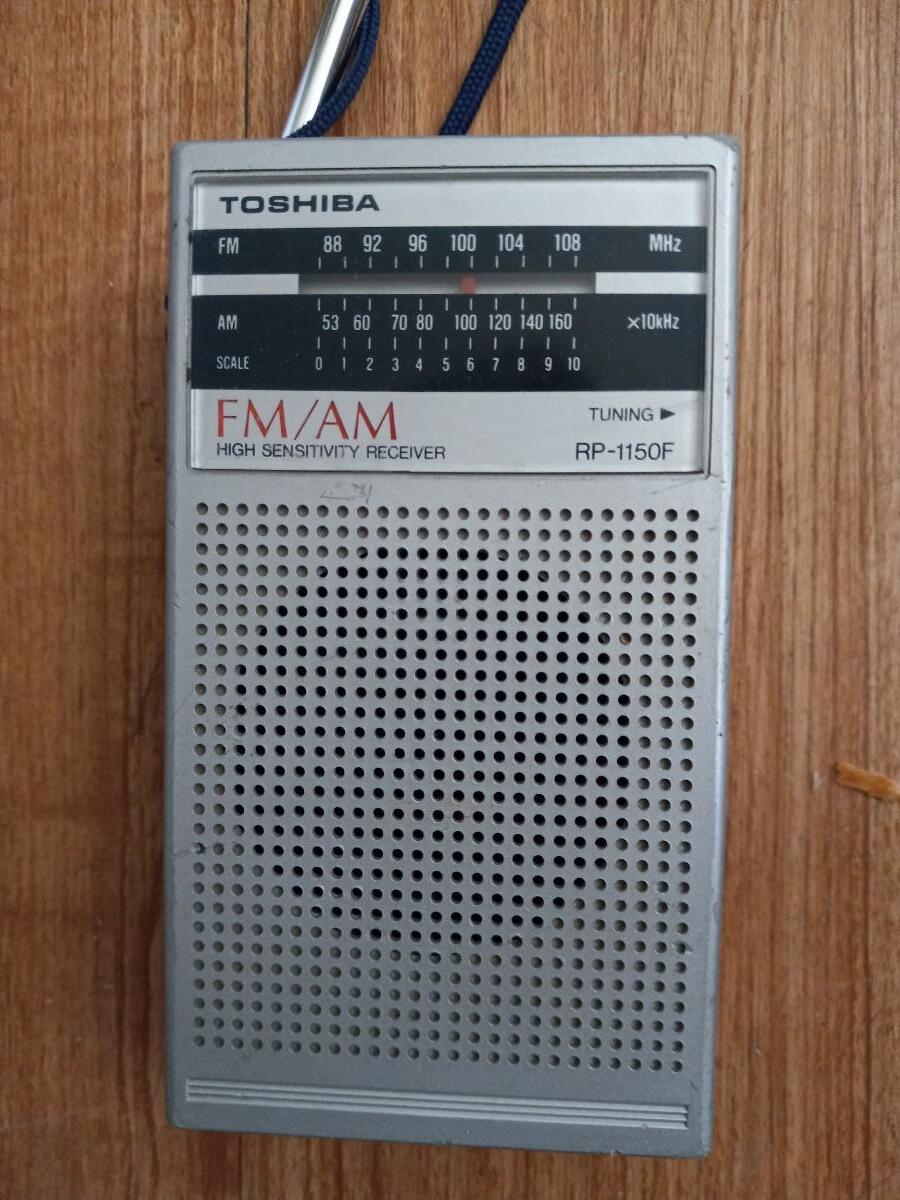 TOSHIBA
FM 88 92 96 100 104 108 MHz
AM 53 60 70 80 100 120 140 160 ×10kHz
SCALE 0 1 2 3 4 5 6 7 8 9 10
FM/AM TUNING ►
HIGH SENSITIVITY RECEIVER RP-1150F